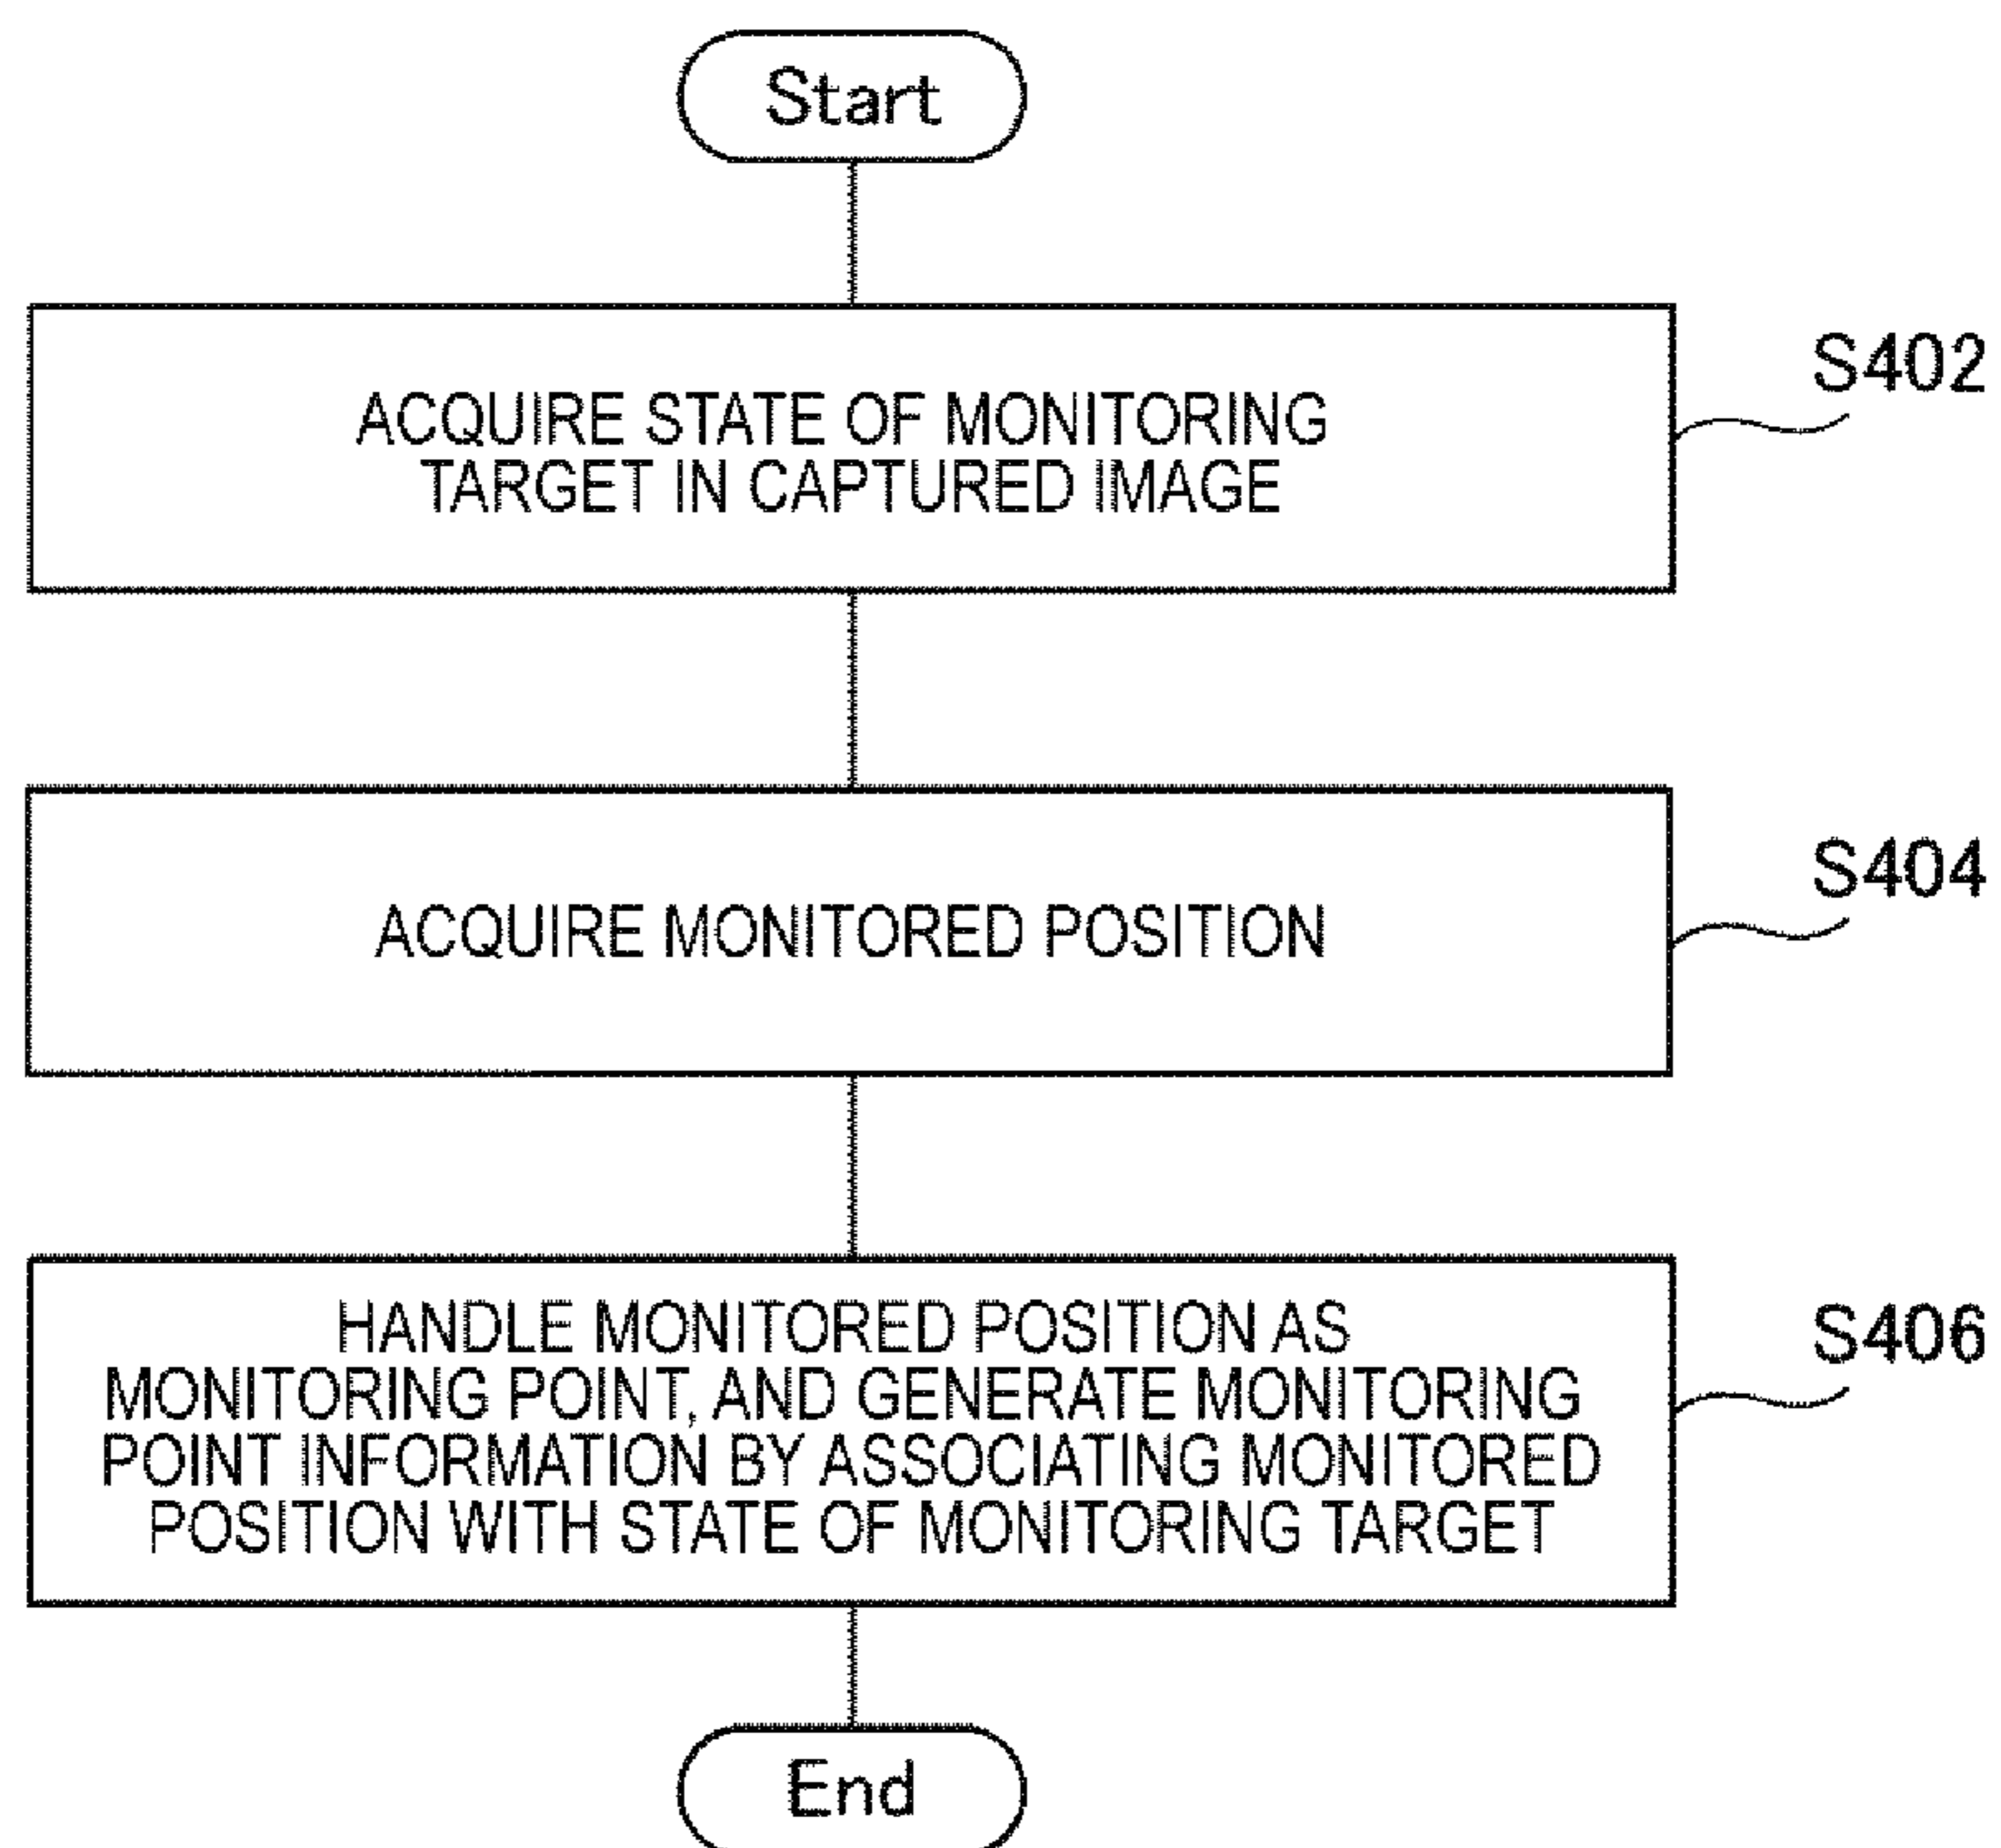 Start
ACQUIRE STATE OF MONITORING
TARGET IN CAPTURED IMAGE
S402
ACQUIRE MONITORED POSITION
S404
HANDLE MONITORED POSITION AS
MONITORING POINT, AND GENERATE MONITORING
POINT INFORMATION BY ASSOCIATING MONITORED
POSITION WITH STATE OF MONITORING TARGET
S406
End